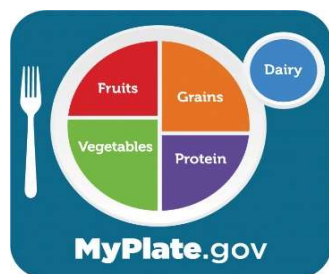 Fruits
Grains
Dairy
Vegetables
Protein
MyPlate.gov